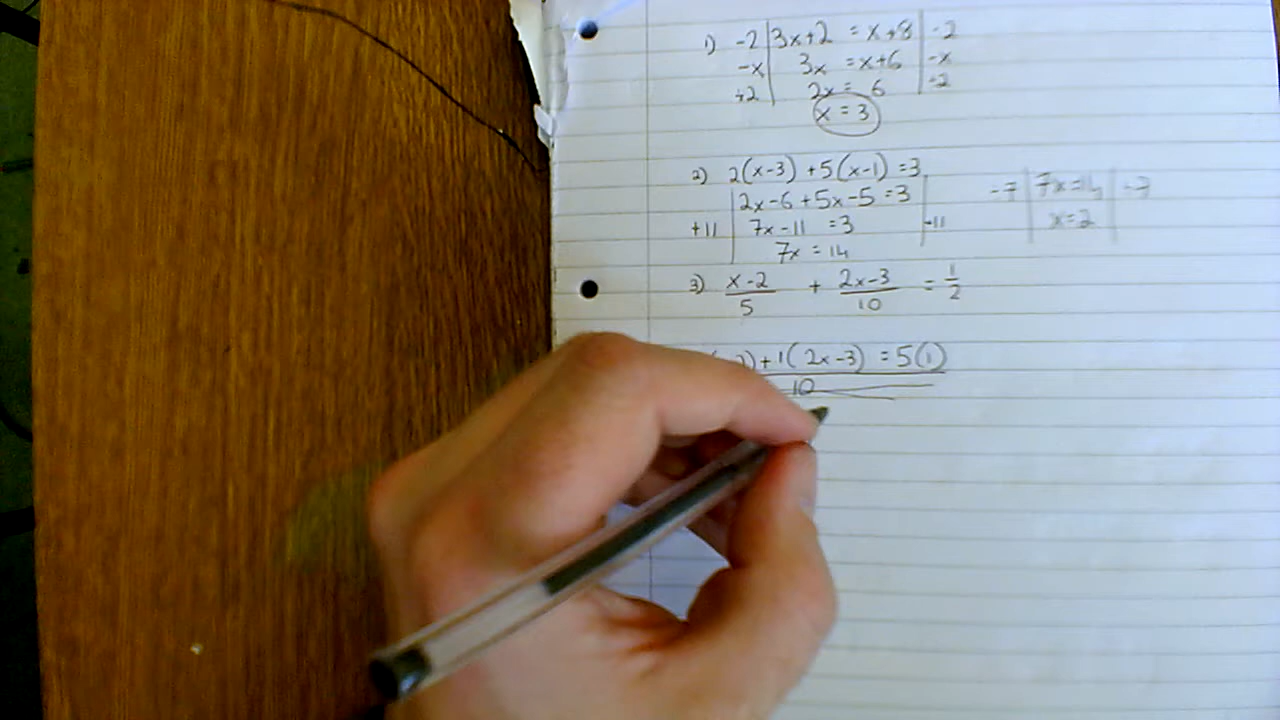 1) -2 | 3x+2 = x+8 | -2
-x | 3x = x+6 | -x
÷2 | 2x = 6 | ÷2
x = 3
2) 2(x-3) +5(x-1) =3
2x-6 +5x-5 =3
+11 | 7x-11 =3 | +11
7x = 14
÷7 | 7x=14 | ÷7
x=2
3) x-2/5 + 2x-3/10 = 1/2
+1(2x-3) = 5(1)
10